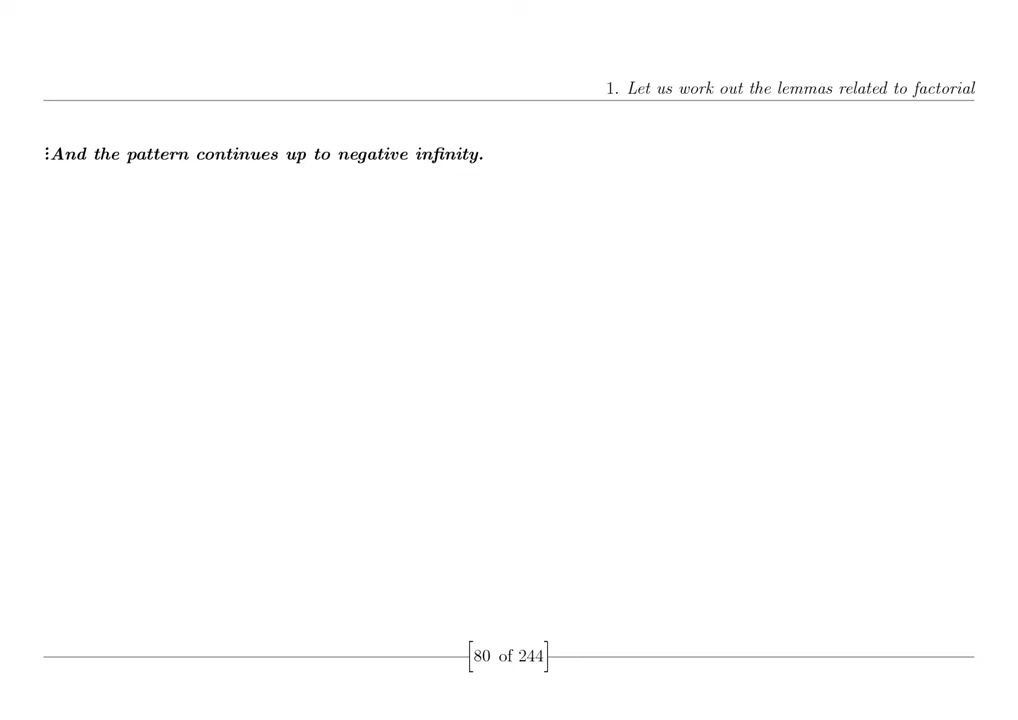 1. Let us work out the lemmas related to factorial
⋮And the pattern continues up to negative infinity.
[80 of 244]